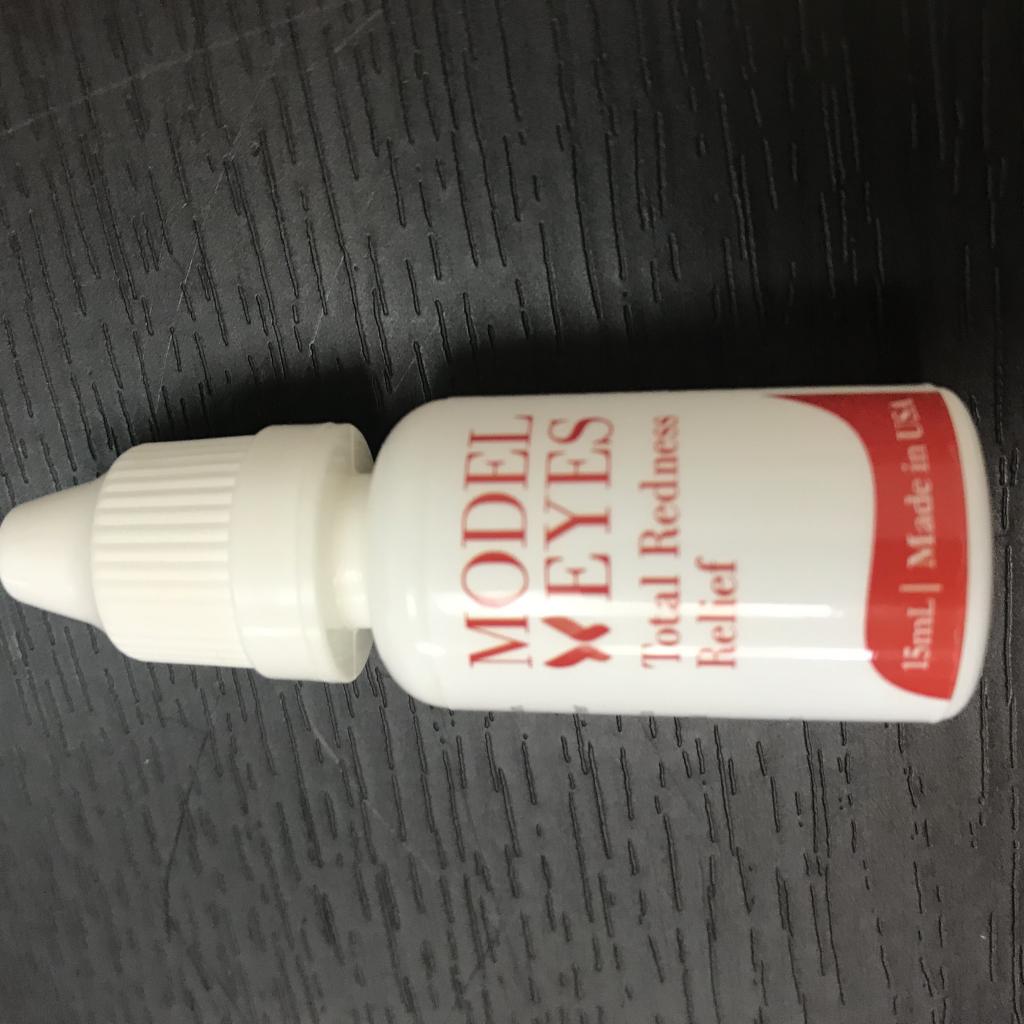 MODEL
EYES
Total Redness
Relief
15mL | Made in USA